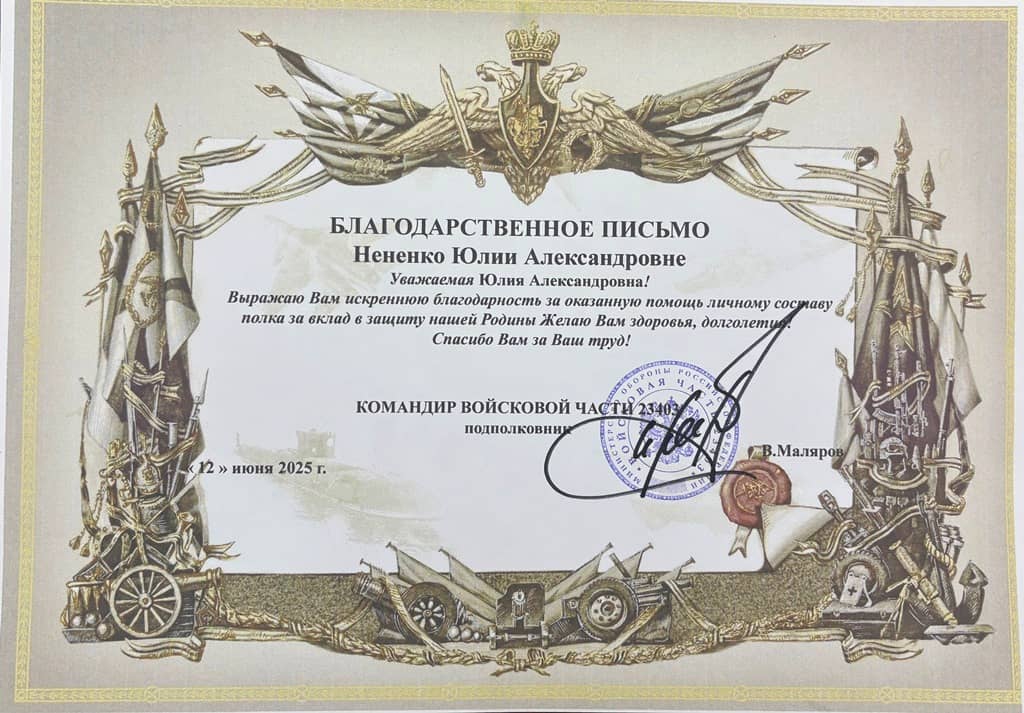 БЛАГОДАРСТВЕННОЕ ПИСЬМО
Нененко Юлии Александровне
Уважаемая Юлия Александровна!
Выражаю Вам искреннюю благодарность за оказанную помощь личному составу
полка за вклад в защиту нашей Родины Желаю Вам здоровья, долголетия!
Спасибо Вам за Ваш труд!
КОМАНДИР ВОЙСКОВОЙ ЧАСТИ 23403
подполковник
В.Маляров
« 12 » июня 2025 г.
ВОЙСКОВАЯ ЧАСТЬ